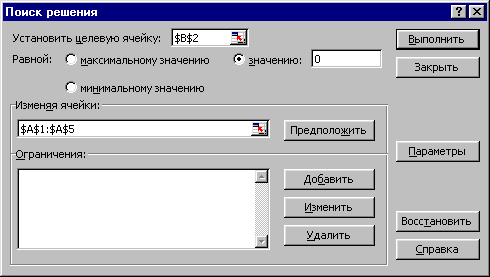 Поиск решения
Установить целевую ячейку: $B$2 Выполнить
Равной: максимальному значению значению: 0 Закрыть
минимальному значению
Изменяя ячейки:
$A$1:$A$5 Предположить
Ограничения: Параметры
Добавить
Изменить
Удалить Восстановить
Справка